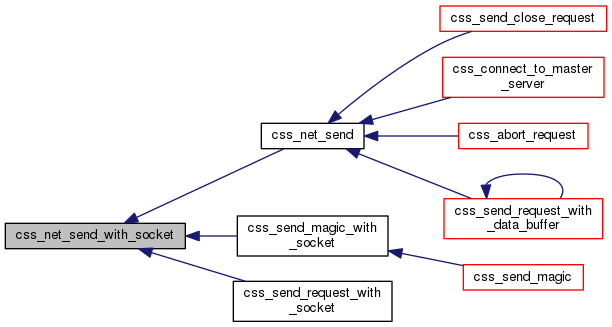 css_send_close_request
css_connect_to_master
_server
css_net_send
css_abort_request
css_send_request_with
_data_buffer
css_net_send_with_socket
css_send_magic_with
_socket
css_send_magic
css_send_request_with
_socket